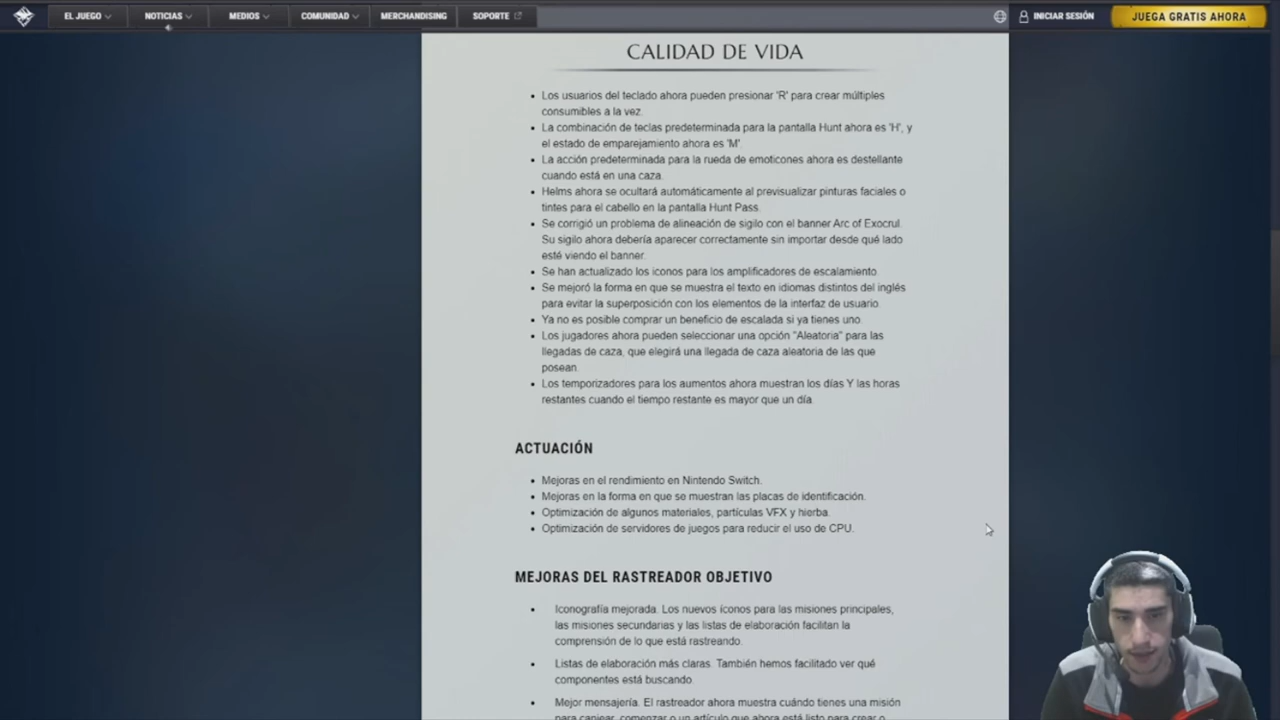 EL JUEGO NOTICIAS MEDIOS COMUNIDAD MERCHANDISING SOPORTE INICIAR SESIÓN JUEGA GRATIS AHORA
CALIDAD DE VIDA
• Los usuarios del teclado ahora pueden presionar 'R' para crear múltiples
consumibles a la vez.
• La combinación de teclas predeterminada para la pantalla Hunt ahora es 'H', y
el estado de emparejamiento ahora es 'M'
• La acción predeterminada para la rueda de emoticones ahora es destellante
cuando está en una caza.
• Helms ahora se ocultará automáticamente al previsualizar pinturas faciales o
tintes para el cabello en la pantalla Hunt Pass.
• Se corrigió un problema de alineación de sigilo con el banner Arc of Exocrul.
Su sigilo ahora debería aparecer correctamente sin importar desde qué lado
esté viendo el banner.
• Se han actualizado los iconos para los amplificadores de escalamiento.
• Se mejoró la forma en que se muestra el texto en idiomas distintos del inglés
para evitar la superposición con los elementos de la interfaz de usuario.
• Ya no es posible comprar un beneficio de escalada si ya tienes uno.
• Los jugadores ahora pueden seleccionar una opción "Aleatoria" para las
llegadas de caza, que elegirá una llegada de caza aleatoria de las que
posean.
• Los temporizadores para los aumentos ahora muestran los días Y las horas
restantes cuando el tiempo restante es mayor que un día.
ACTUACIÓN
• Mejoras en el rendimiento en Nintendo Switch.
• Mejoras en la forma en que se muestran las placas de identificación.
• Optimización de algunos materiales, partículas VFX y hierba.
• Optimización de servidores de juegos para reducir el uso de CPU.
MEJORAS DEL RASTREADOR OBJETIVO
• Iconografía mejorada. Los nuevos íconos para las misiones principales,
las misiones secundarias y las listas de elaboración facilitan la
comprensión de lo que está rastreando.
• Listas de elaboración más claras. También hemos facilitado ver qué
componentes está buscando.
• Mejor mensajería. El rastreador ahora muestra cuándo tienes una misión
para canjear, comenzar o un artículo que ahora está listo para crear o